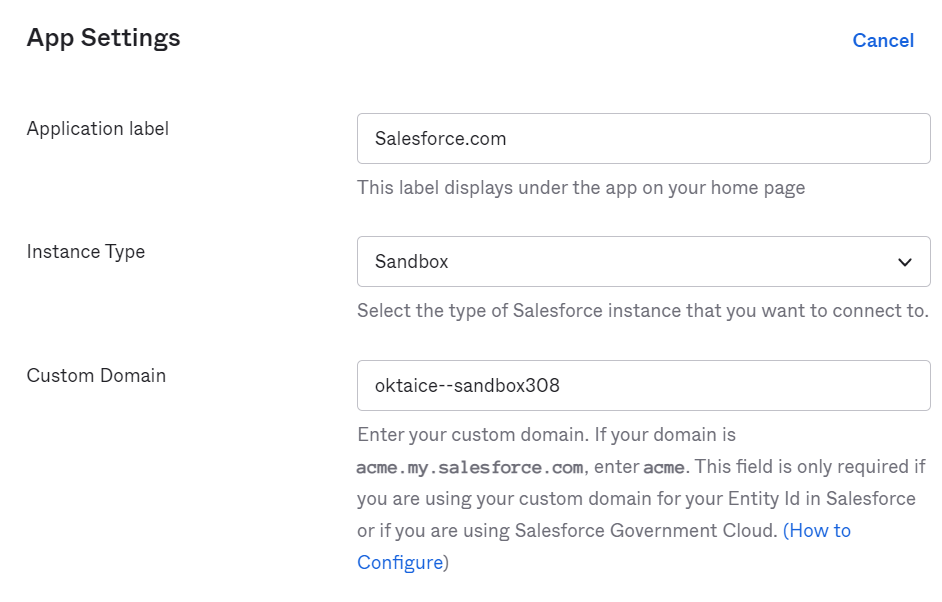 App Settings
Cancel
Application label
Salesforce.com
This label displays under the app on your home page
Instance Type
Sandbox
Select the type of Salesforce instance that you want to connect to.
Custom Domain
oktaice--sandbox308
Enter your custom domain. If your domain is
acme.my.salesforce.com, enter acme. This field is only required if
you are using your custom domain for your Entity Id in Salesforce
or if you are using Salesforce Government Cloud. (How to
Configure)